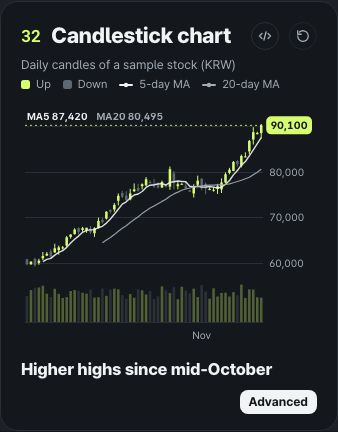 32 Candlestick chart
Daily candles of a sample stock (KRW)
Up Down 5-day MA 20-day MA
MA5 87,420 MA20 80,495
90,100
80,000
70,000
60,000
Nov
Higher highs since mid-October
Advanced